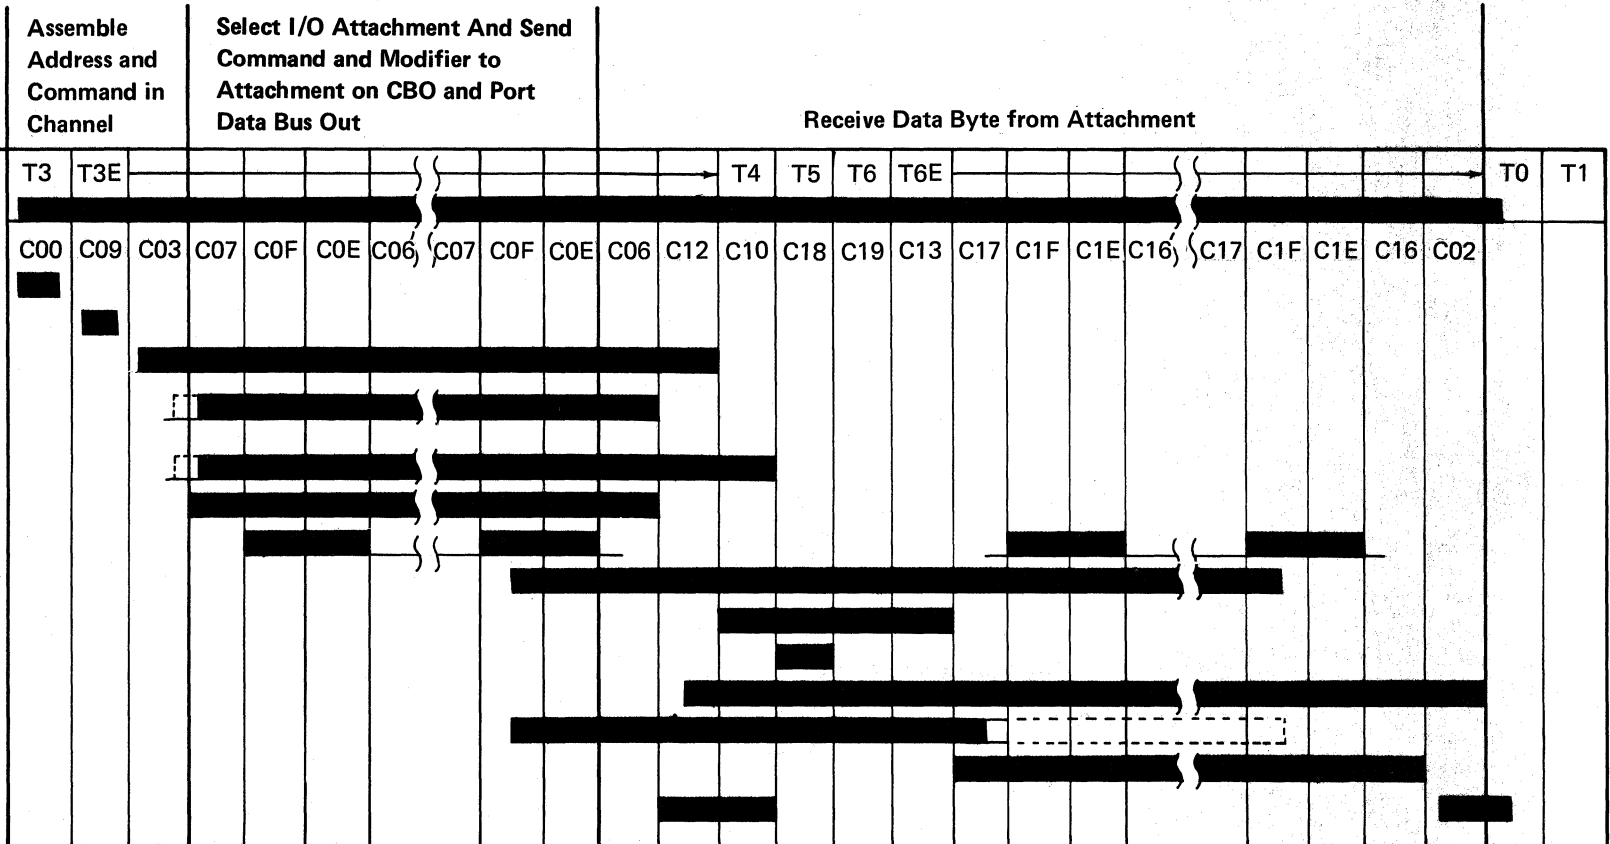 Assemble
Address and
Command in
Channel
Select I/O Attachment And Send
Command and Modifier to
Attachment on CBO and Port
Data Bus Out
Receive Data Byte from Attachment
T3 T3E T4 T5 T6 T6E T0 T1
C00 C09 C03 C07 C0F C0E C06 C07 C0F C0E C06 C12 C10 C18 C19 C13 C17 C1F C1E C16 C17 C1F C1E C16 C02